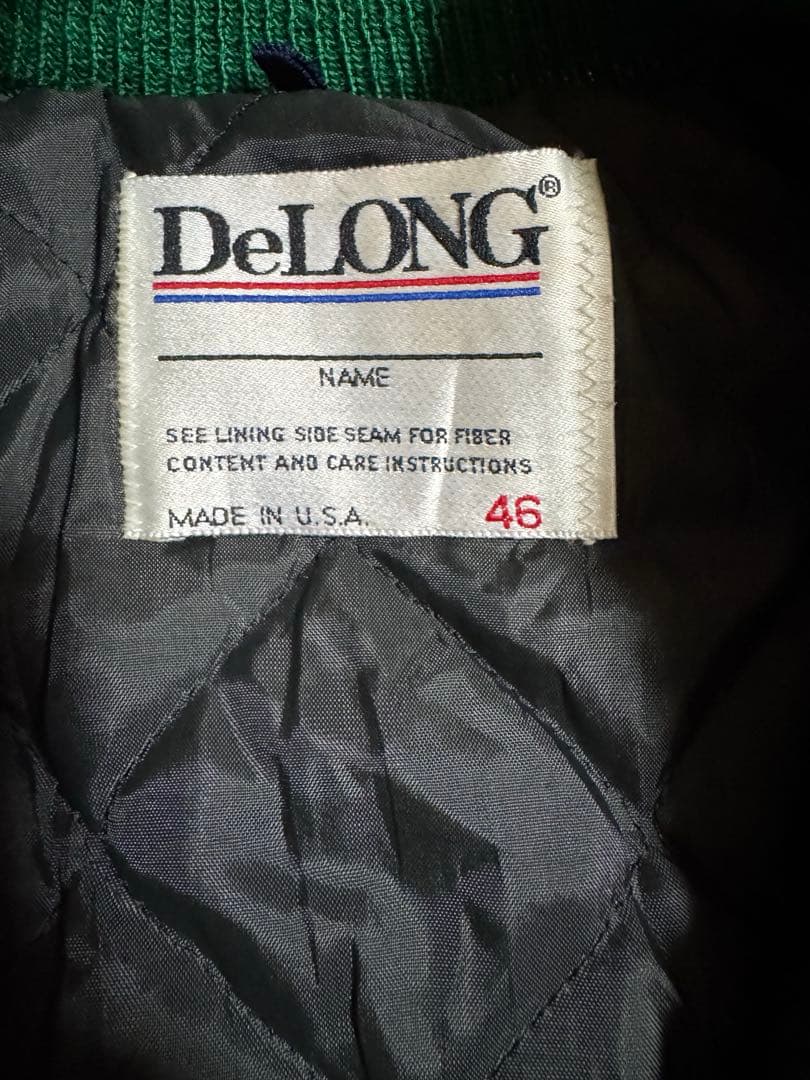 DeLONG®
NAME
SEE LINING SIDE SEAM FOR FIBER
CONTENT AND CARE INSTRUCTIONS
MADE IN U.S.A. 46